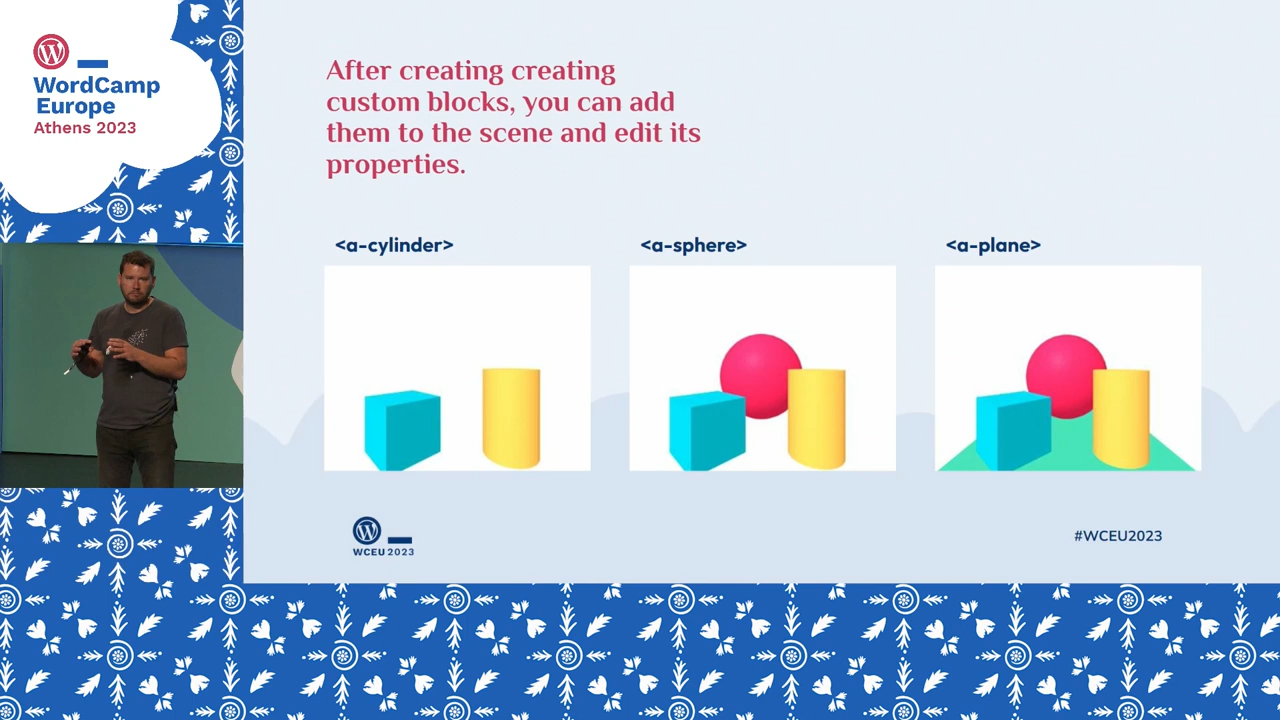 WordCamp
Europe
Athens 2023
After creating creating
custom blocks, you can add
them to the scene and edit its
properties.
<a-cylinder>
<a-sphere>
<a-plane>
WCEU 2023
#WCEU2023